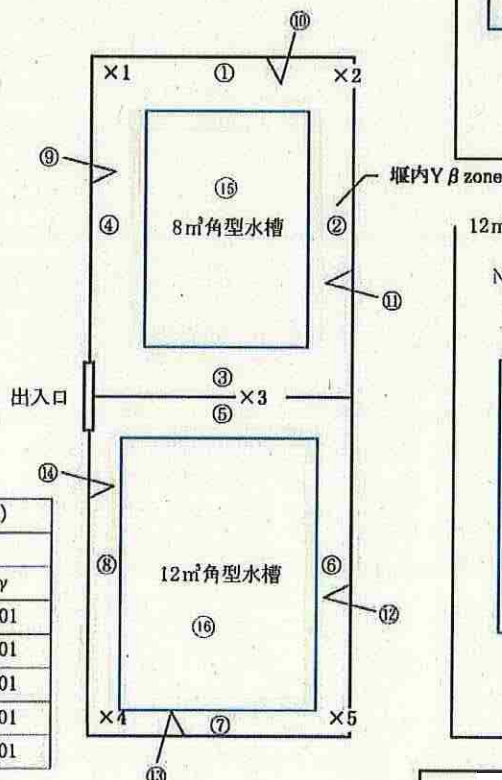 ⑩
×1 ① ×2
⑨
⑮
堰内Yβzone
④ 8㎥角型水槽 ②
12m
N
⑪
③
出入口
×3
⑤
⑭
)
γ
⑧ 12㎥角型水槽 ⑥
01
⑯
⑫
01
01
01
01
×4 ⑦ ×5
⑬